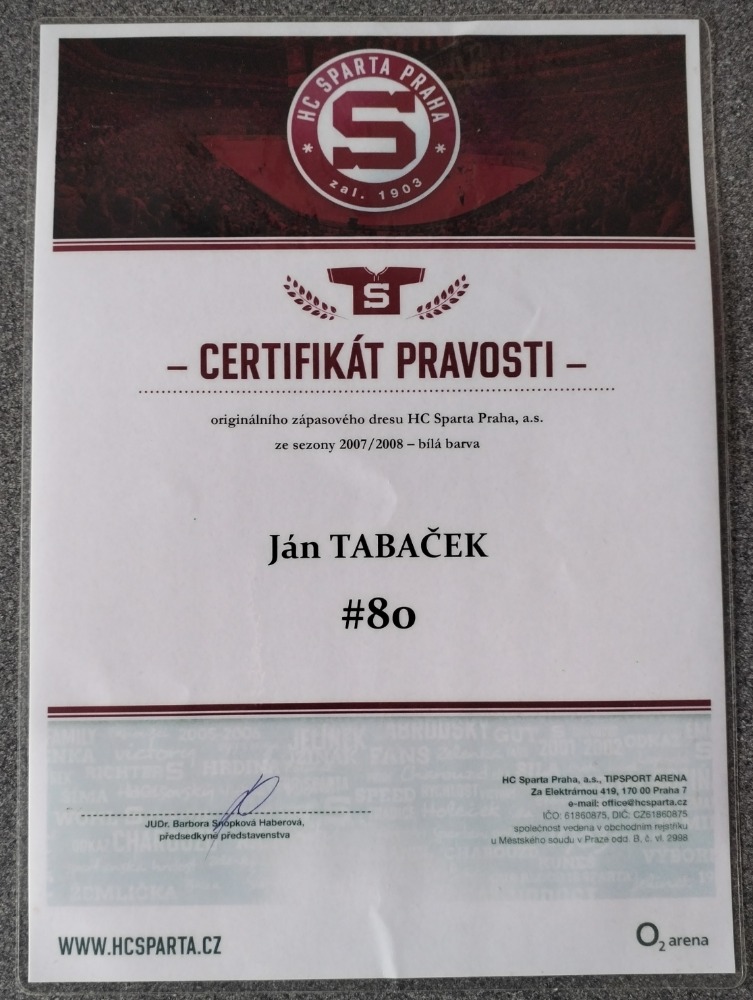 HC SPARTA PRAHA
S
zal. 1903
S
– CERTIFIKÁT PRAVOSTI –
originálního zápasového dresu HC Sparta Praha, a.s.
ze sezony 2007/2008 – bílá barva
Ján TABAČEK
#80
JUDr. Barbora Snopková Haberová,
předsedkyně představenstva
HC Sparta Praha, a.s., TIPSPORT ARENA
Za Elektrárnou 419, 170 00 Praha 7
e-mail: office@hcsparta.cz
IČO: 61860875, DIČ: CZ61860875
společnost vedena v obchodním rejstříku
u Městského soudu v Praze odd. B, č. vl. 2998
ZEMLIČKA
WWW.HCSPARTA.CZ
O2 arena